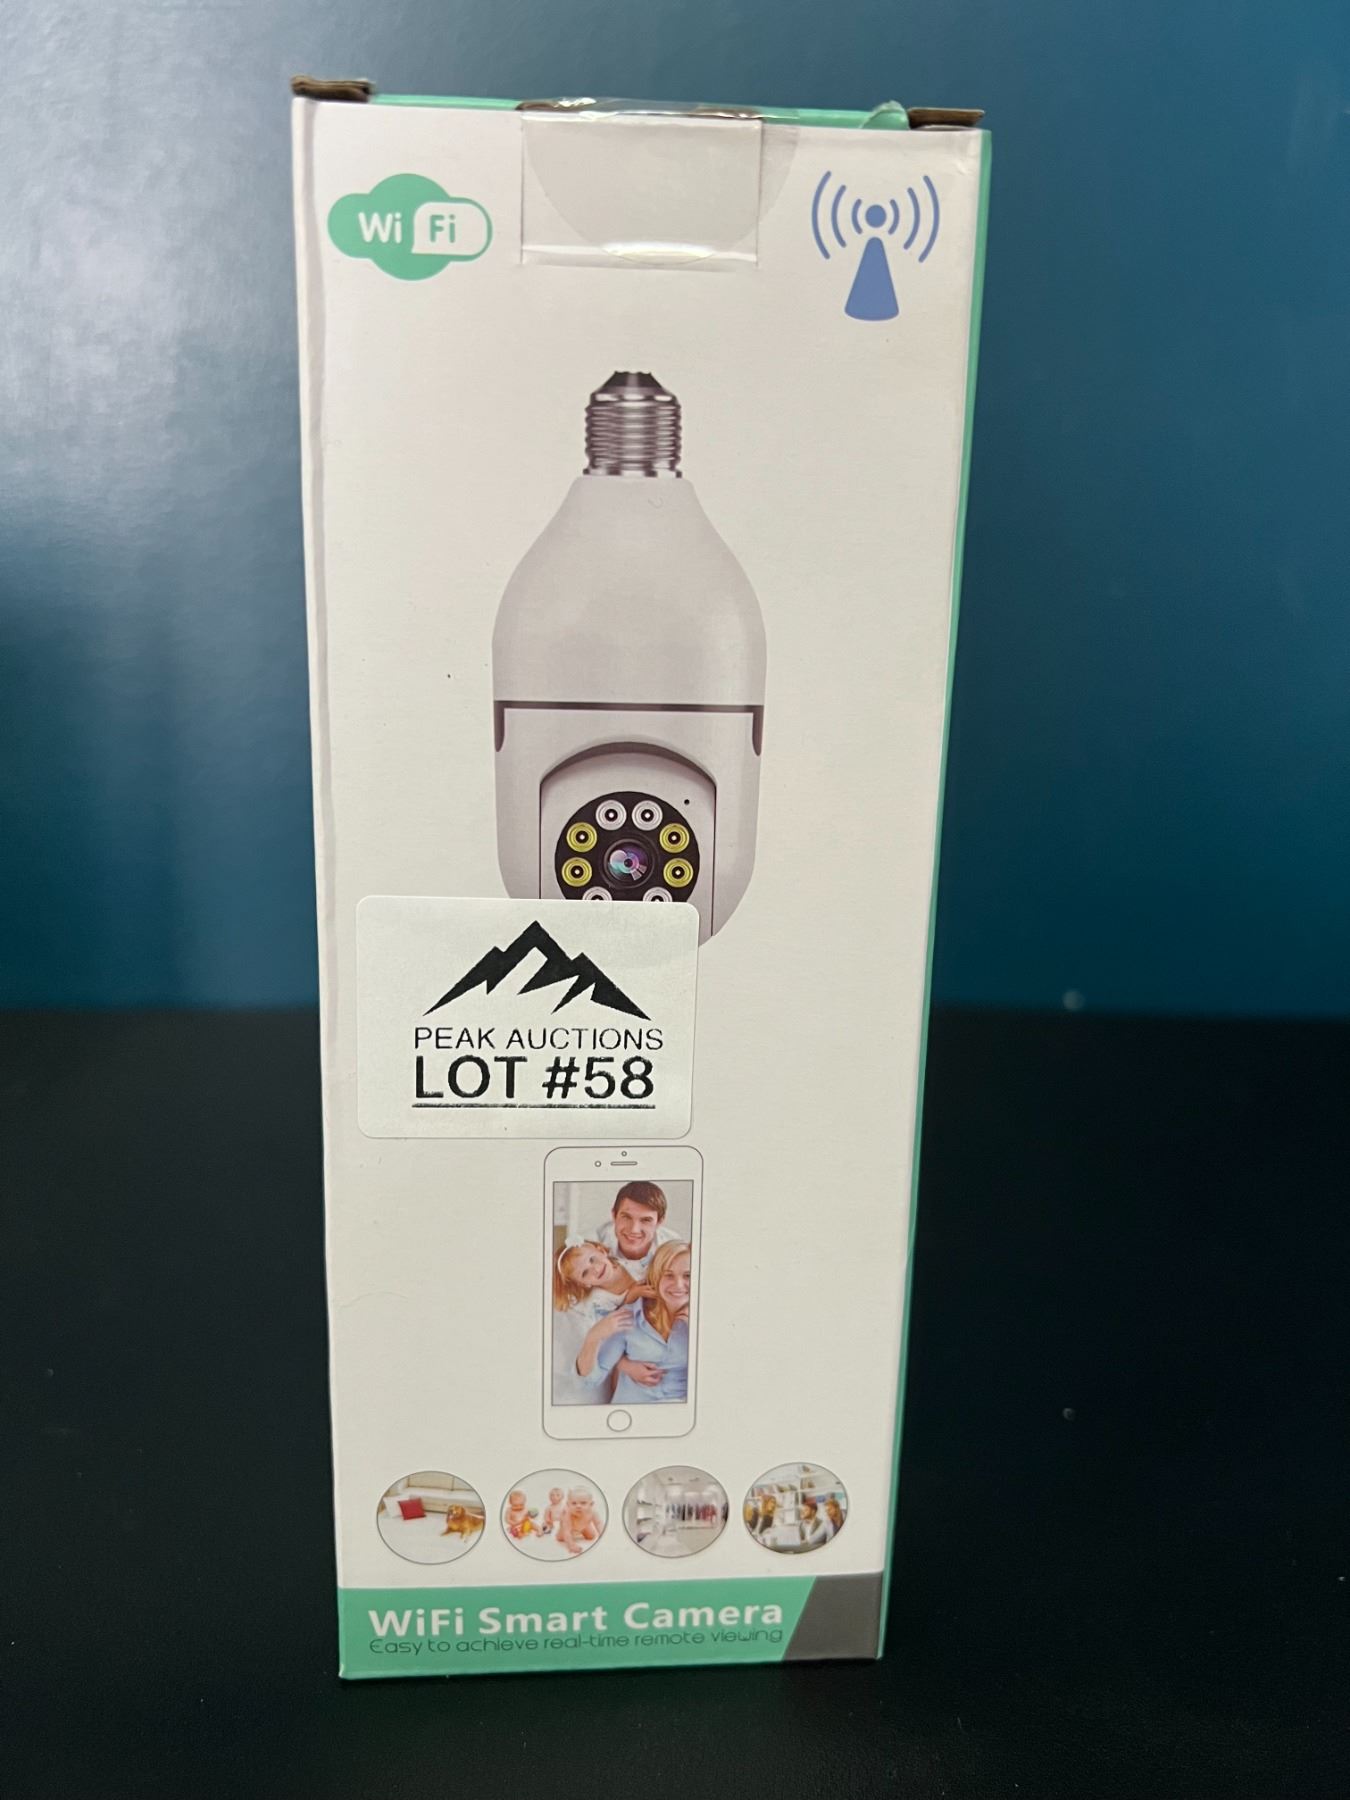 Wi Fi
PEAK AUCTIONS
LOT #58
WiFi Smart Camera
Easy to achieve real-time remote viewing